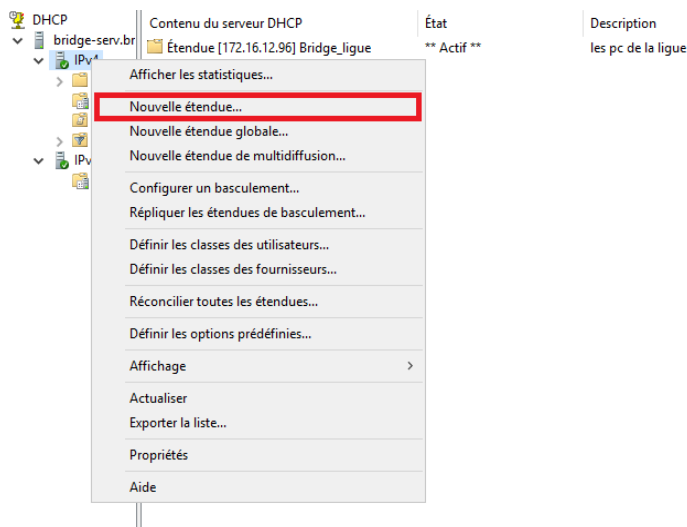 DHCP
bridge-serv.br
IPv4
IPv
Contenu du serveur DHCP État Description
Étendue [172.16.12.96] Bridge_ligue ** Actif ** les pc de la ligue
Afficher les statistiques...
Nouvelle étendue...
Nouvelle étendue globale...
Nouvelle étendue de multidiffusion...
Configurer un basculement...
Répliquer les étendues de basculement...
Définir les classes des utilisateurs...
Définir les classes des fournisseurs...
Réconcilier toutes les étendues...
Définir les options prédéfinies...
Affichage
Actualiser
Exporter la liste...
Propriétés
Aide